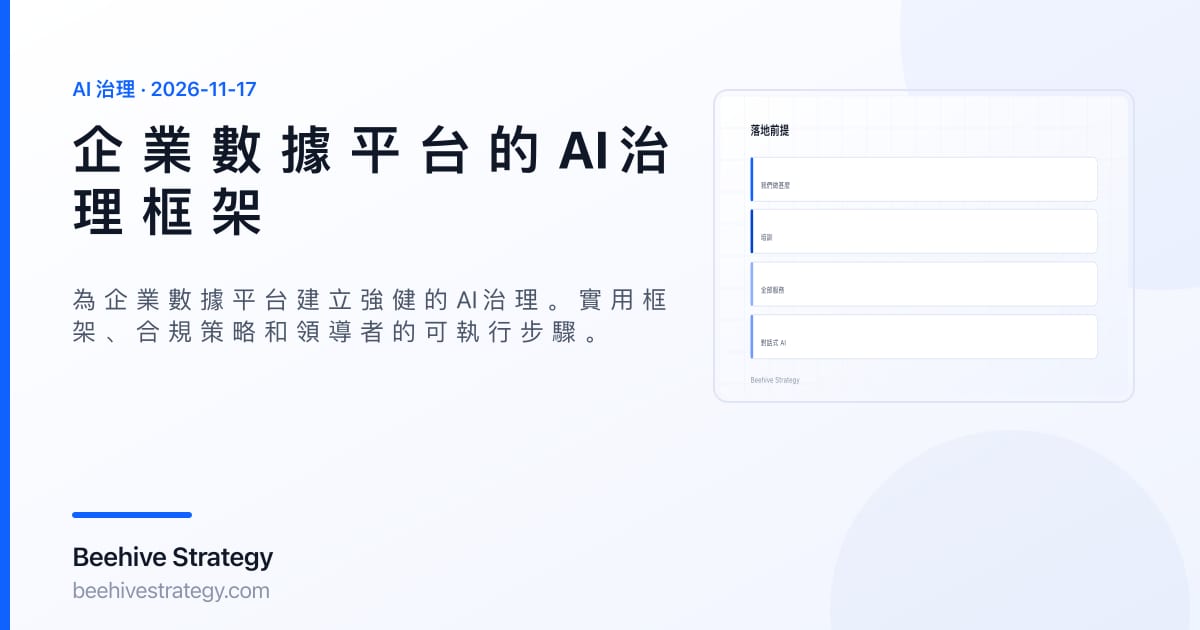 AI 治理 · 2026-11-17
企業數據平台的AI治
理框架
為企業數據平台建立強健的AI治理。實用框
架、合規策略和領導者的可執行步驟。
落地前提
我們做甚麼
培訓
全部服務
對話式 AI
Beehive Strategy
Beehive Strategy
beehivestrategy.com